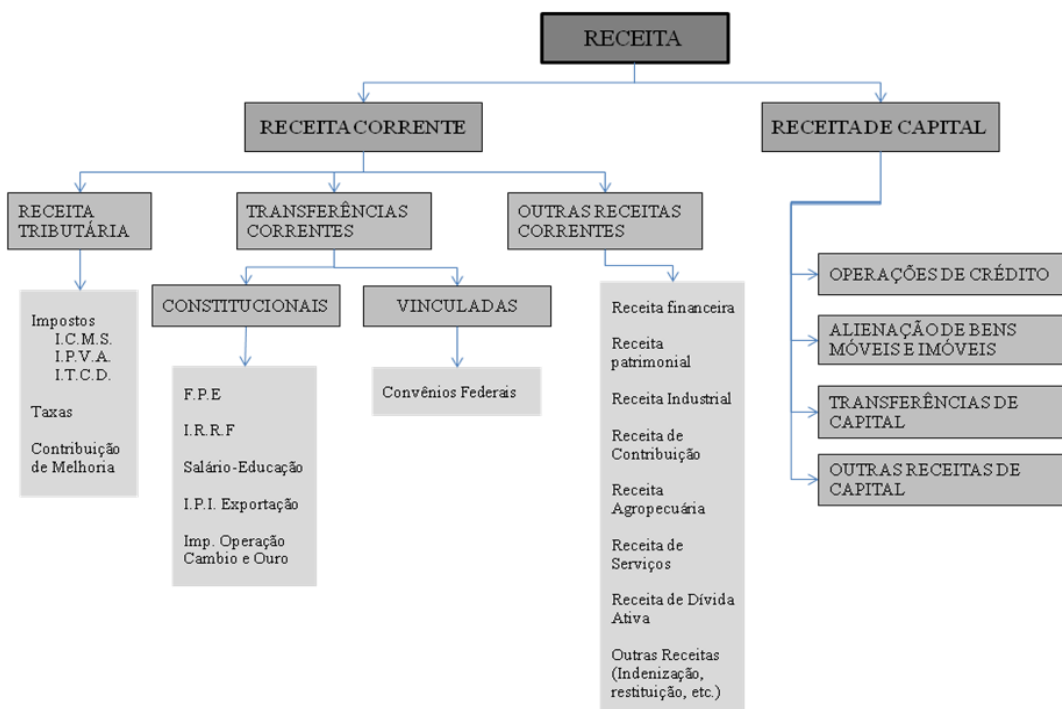 RECEITA
RECEITA CORRENTE
RECEITA DE CAPITAL
RECEITA
TRIBUTÁRIA
TRANSFERÊNCIAS
CORRENTES
OUTRAS RECEITAS
CORRENTES
Impostos
I.C.M.S.
I.P.V.A.
I.T.C.D.
Taxas
Contribuição
de Melhoria
CONSTITUCIONAIS
VINCULADAS
F.P.E
I.R.R.F
Salário-Educação
I.P.I. Exportação
Imp. Operação
Cambio e Ouro
Convênios Federais
Receita financeira
Receita
patrimonial
Receita Industrial
Receita de
Contribuição
Receita
Agropecuária
Receita de
Serviços
Receita de Dívida
Ativa
Outras Receitas
(Indenização,
restituição, etc.)
OPERAÇÕES DE CRÉDITO
ALIENAÇÃO DE BENS
MÓVEIS E IMÓVEIS
TRANSFERÊNCIAS DE
CAPITAL
OUTRAS RECEITAS DE
CAPITAL